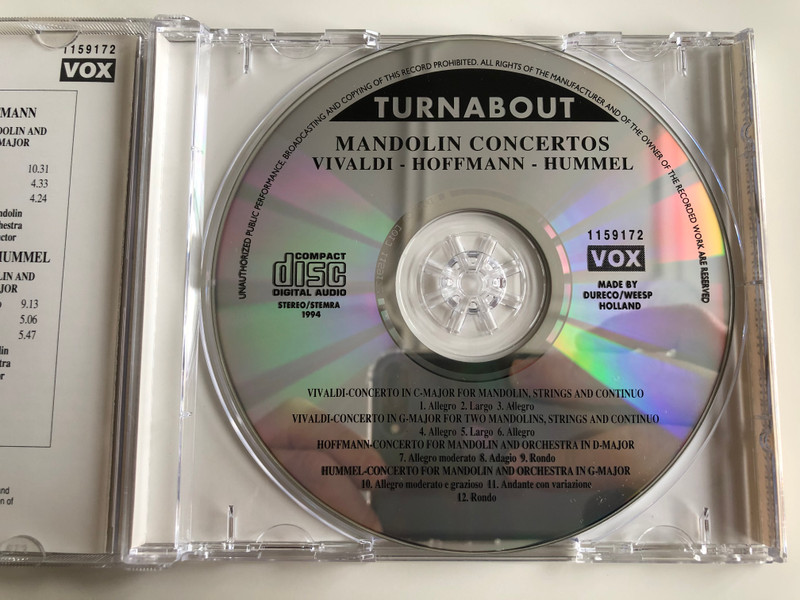 1159172
VOX
MANN
DOLIN AND
MAJOR
10.31
4.33
4.24
ndolin
hestra
uctor
HUMMEL
LIN AND
JOR
9.13
5.06
5.47
lin
tra
or
nd
n of
UNAUTHORIZED PUBLIC PERFORMANCE, BROADCASTING AND COPYING OF THIS RECORD PROHIBITED. ALL RIGHTS OF THE MANUFACTURER AND OF THE OWNER OF THE RECORDED WORK ARE RESERVED
TURNABOUT
MANDOLIN CONCERTOS
VIVALDI - HOFFMANN - HUMMEL
COMPACT
disc
DIGITAL AUDIO
STEREO/STEMRA
1994
1159172
VOX
MADE BY
DURECO/WEESP
HOLLAND
VIVALDI-CONCERTO IN C-MAJOR FOR MANDOLIN, STRINGS AND CONTINUO
1. Allegro 2. Largo 3. Allegro
VIVALDI-CONCERTO IN G-MAJOR FOR TWO MANDOLINS, STRINGS AND CONTINUO
4. Allegro 5. Largo 6. Allegro
HOFFMANN-CONCERTO FOR MANDOLIN AND ORCHESTRA IN D-MAJOR
7. Allegro moderato 8. Adagio 9. Rondo
HUMMEL-CONCERTO FOR MANDOLIN AND ORCHESTRA IN G-MAJOR
10. Allegro moderato e grazioso 11. Andante con variazione
12. Rondo